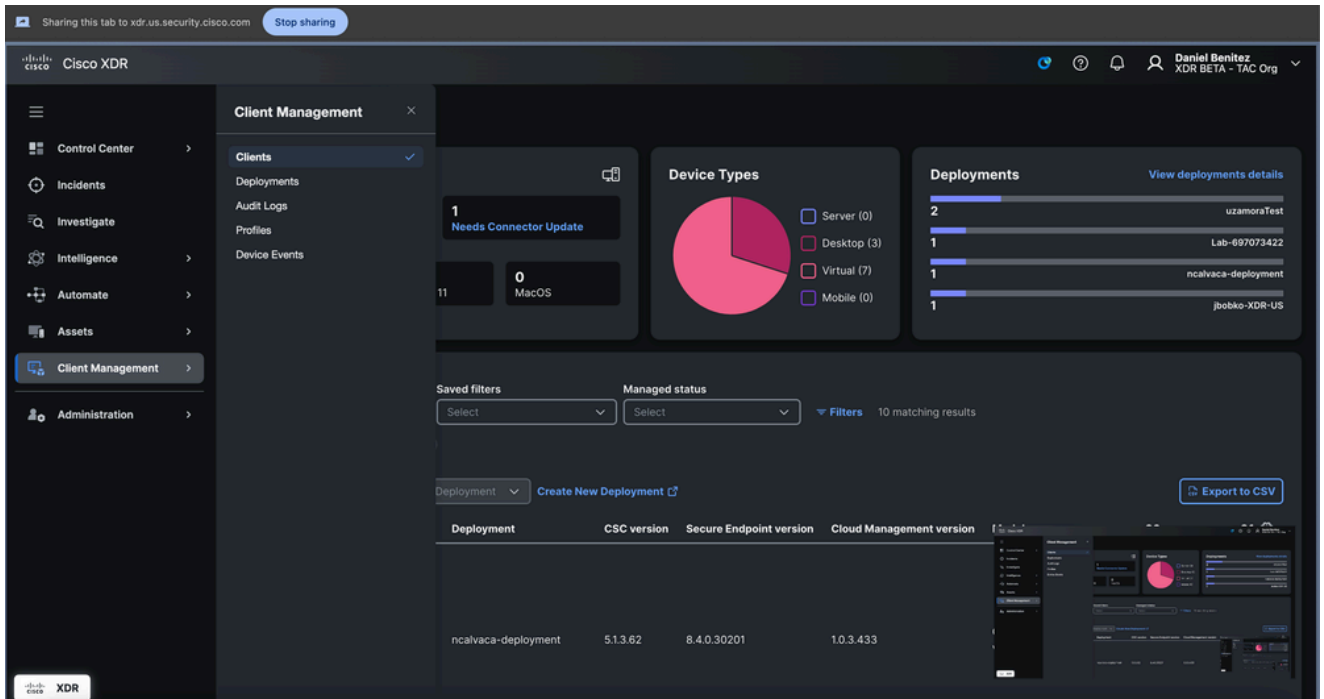 Sharing this tab to xdr.us.security.cisco.com
Stop sharing
CISCO
Cisco XDR
Daniel Benitez
XDR BETA - TAC Org
Control Center
Incidents
Investigate
Intelligence
Automate
Assets
Client Management
Administration
Client Management
Clients
Deployments
Audit Logs
Profiles
Device Events
1
Needs Connector Update
11
0
MacOS
Device Types
Server (0)
Desktop (3)
Virtual (7)
Mobile (0)
Deployments
View deployments details
2
uzamoraTest
1
Lab-697073422
1
ncalvaca-deployment
1
jbobko-XDR-US
Saved filters
Managed status
Select
Select
Filters
10 matching results
Deployment
Create New Deployment
Export to CSV
Deployment
CSC version
Secure Endpoint version
Cloud Management version
ncalvaca-deployment
5.1.3.62
8.4.0.30201
1.0.3.433
CISCO
XDR